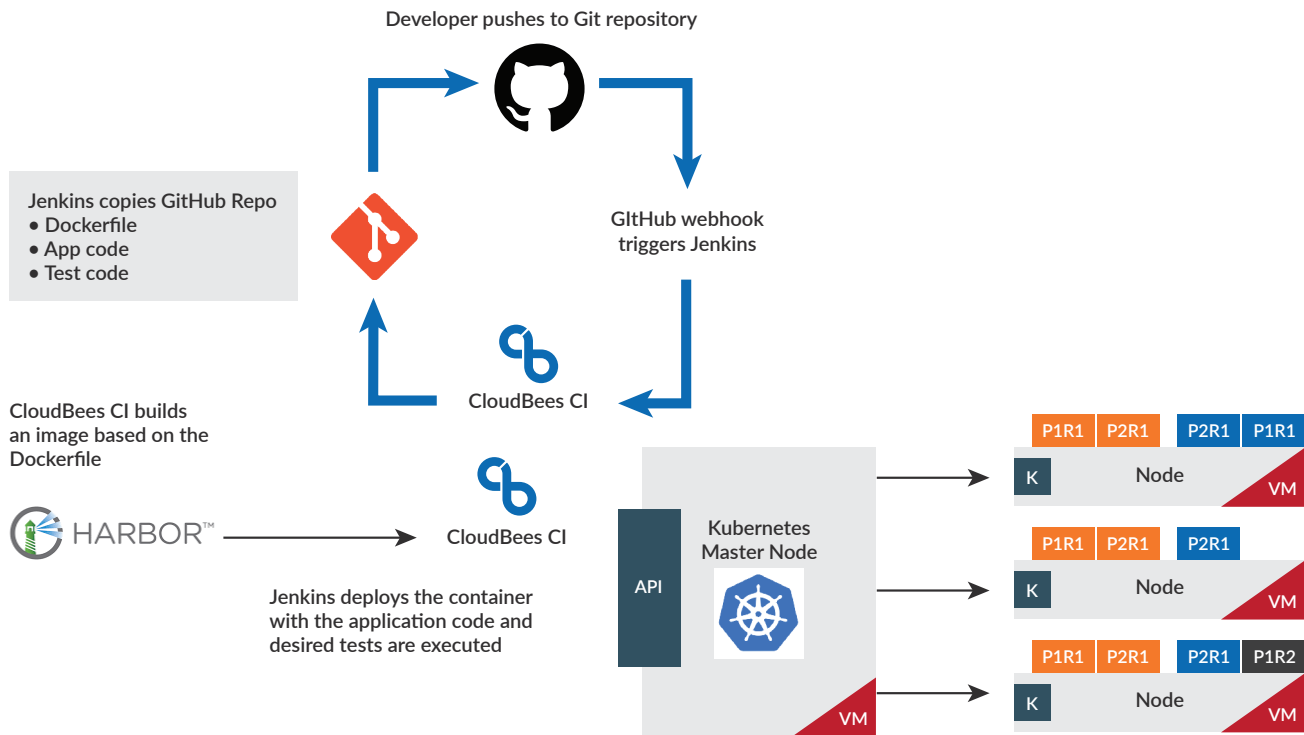 Developer pushes to Git repository
Jenkins copies GitHub Repo
• Dockerfile
• App code
• Test code
GItHub webhook
triggers Jenkins
CloudBees CI
CloudBees CI builds
an image based on the
Dockerfile
HARBOR™
CloudBees CI
Jenkins deploys the container
with the application code and
desired tests are executed
API
Kubernetes
Master Node
VM
P1R1 P2R1 P2R1 P1R1
K Node VM
P1R1 P2R1 P2R1
K Node VM
P1R1 P2R1 P2R1 P1R2
K Node VM